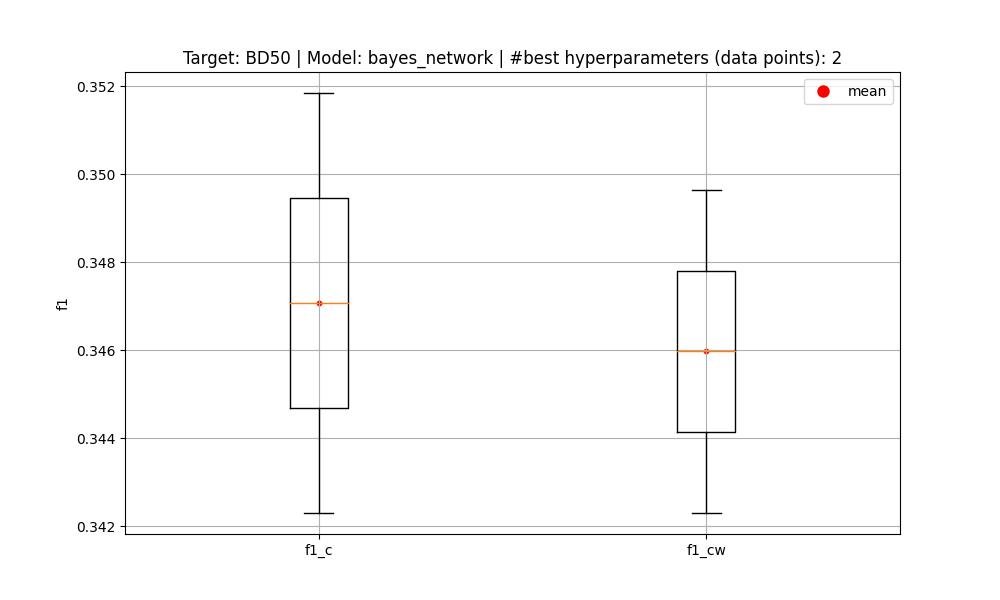 Target: BD50 | Model: bayes_network | #best hyperparameters (data points): 2
mean
0.352
0.350
0.348
0.346
0.344
0.342
f1
f1_c
f1_cw